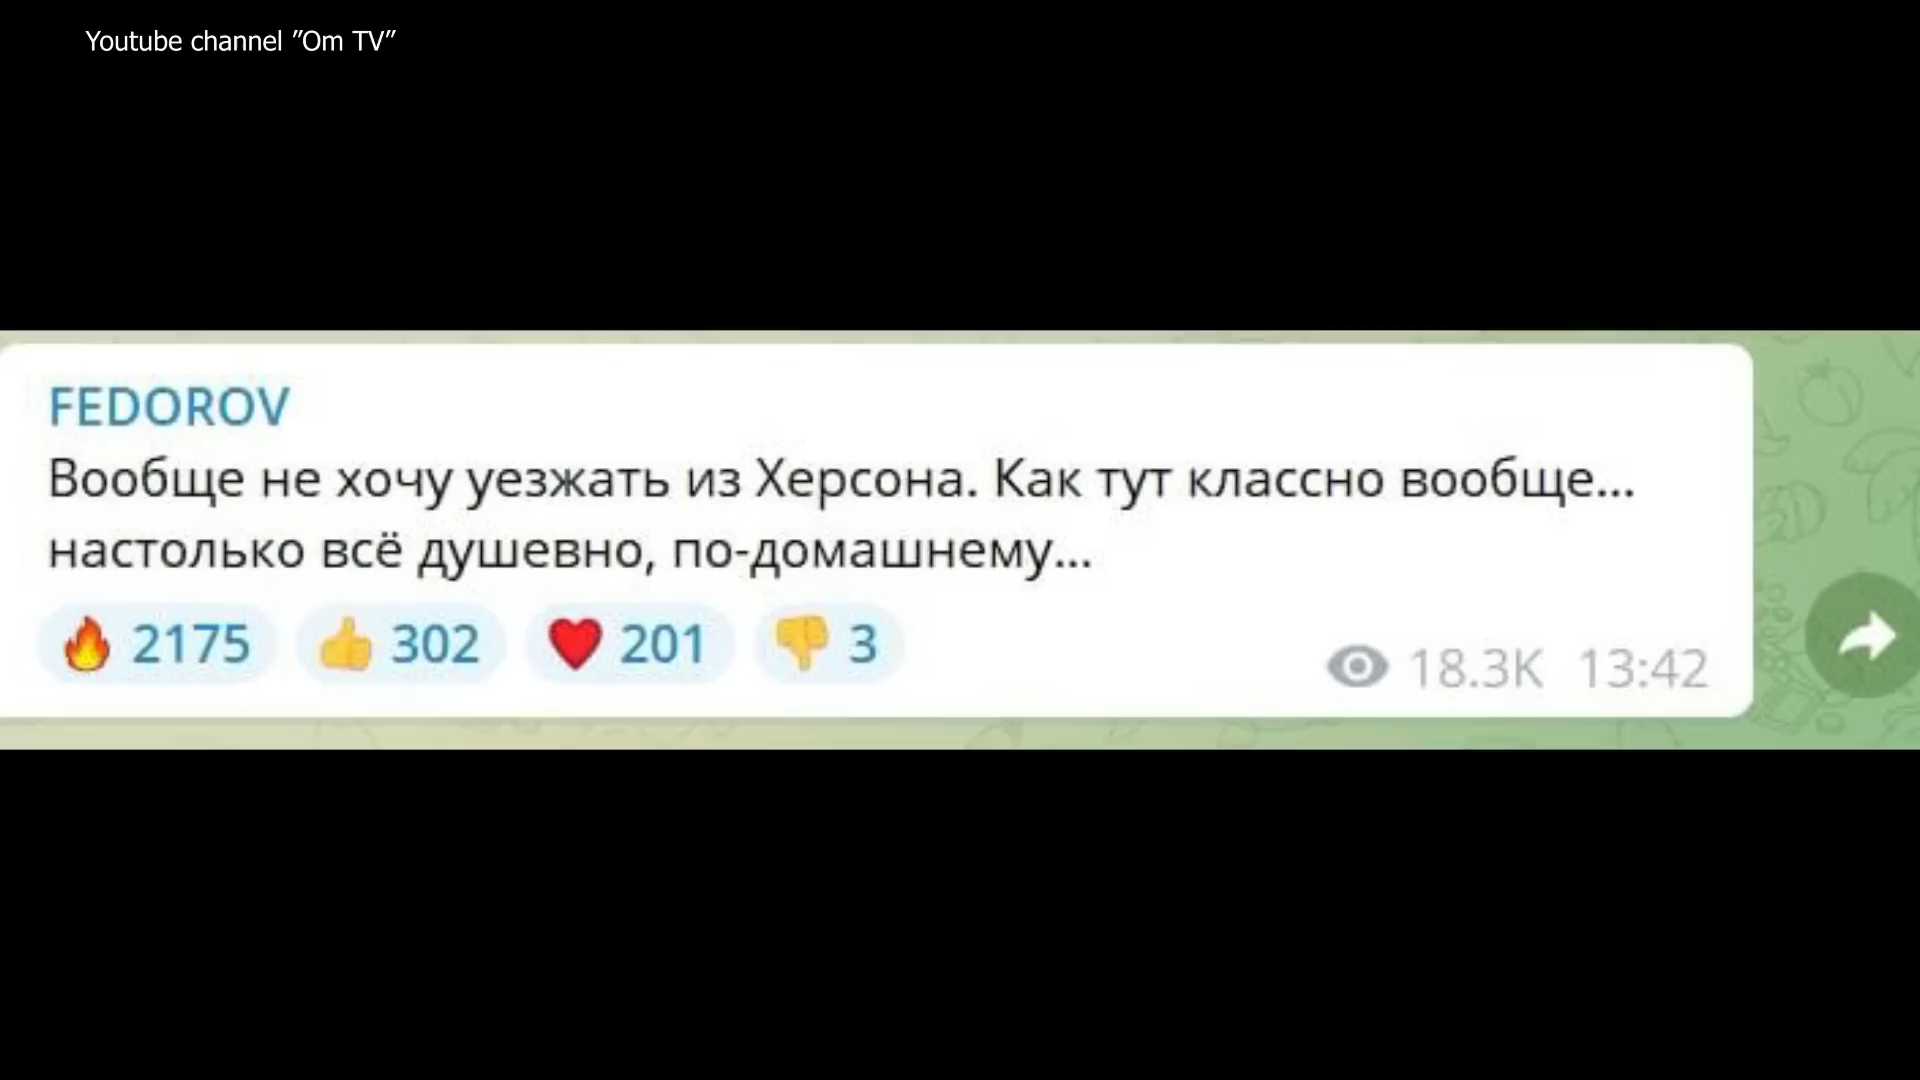 Youtube channel "Om TV"
FEDOROV
Вообще не хочу уезжать из Херсона. Как тут классно вообще...
настолько всё душевно, по-домашнему...
🔥 2175 👍 302 ❤️ 201 👎 3
18.3K 13:42